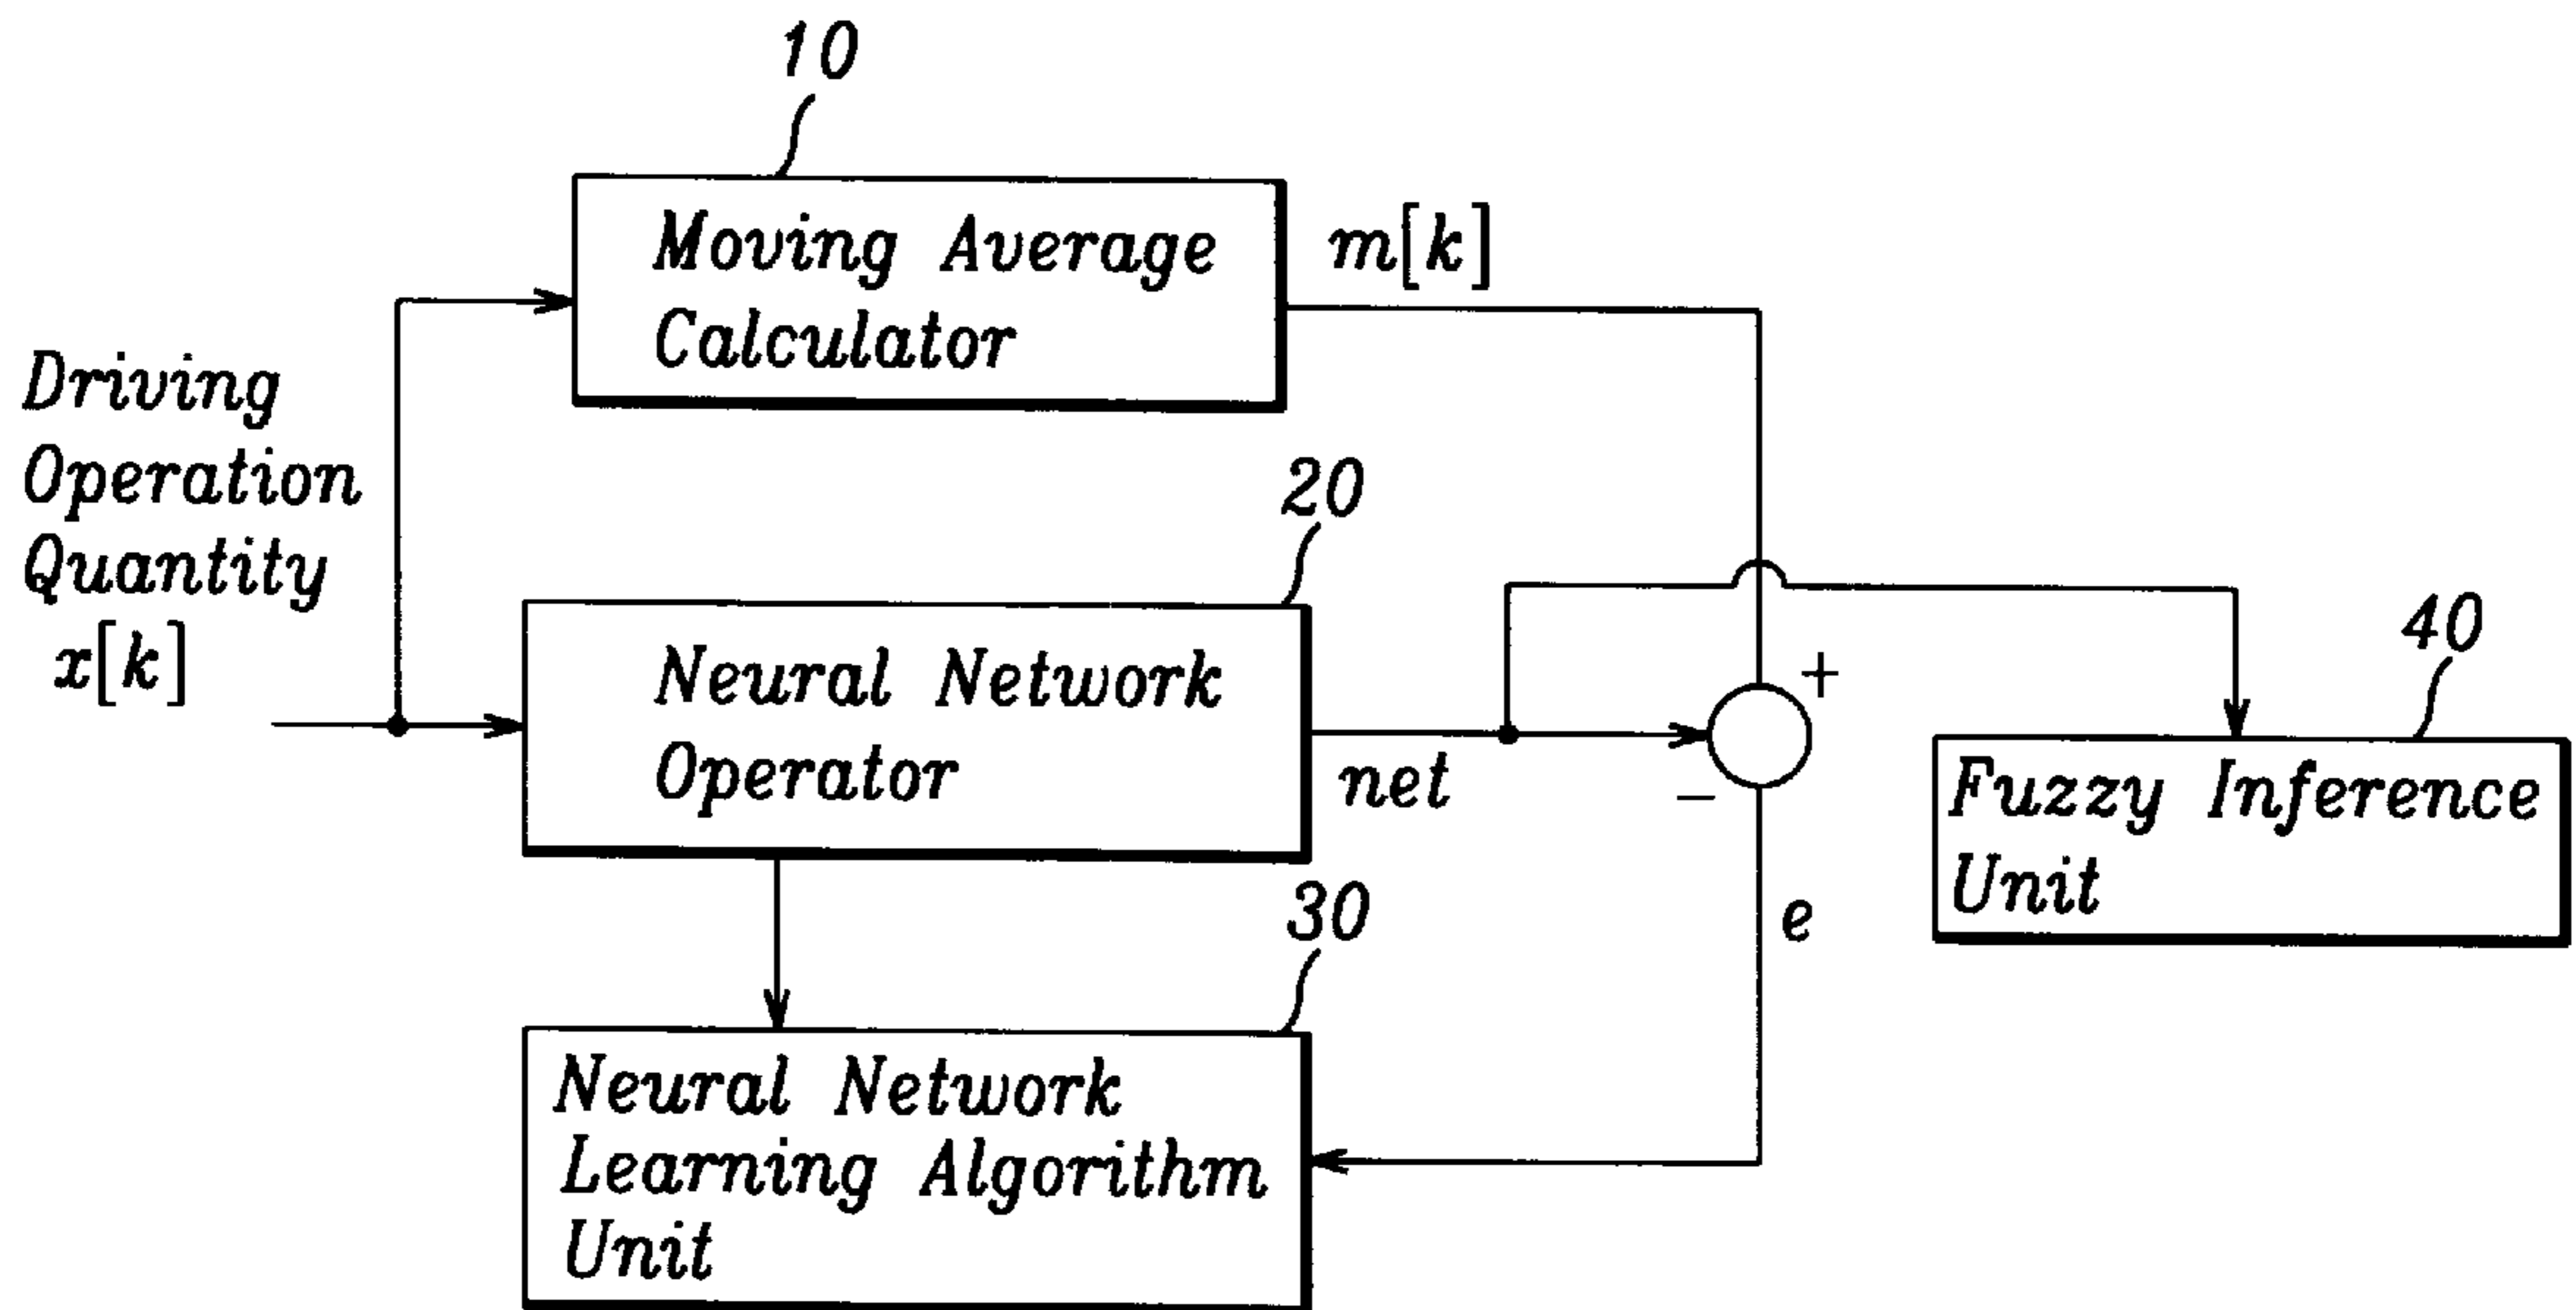 10
Moving Average
Calculator
m[k]
Driving
Operation
Quantity
x[k]
20
Neural Network
Operator
net
+
−
40
Fuzzy Inference
Unit
30
Neural Network
Learning Algorithm
Unit
e